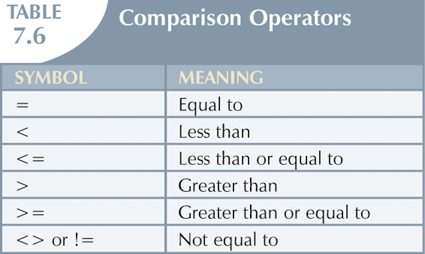 TABLE
7.6
Comparison Operators
SYMBOL MEANING
= Equal to
< Less than
<= Less than or equal to
> Greater than
>= Greater than or equal to
<> or != Not equal to